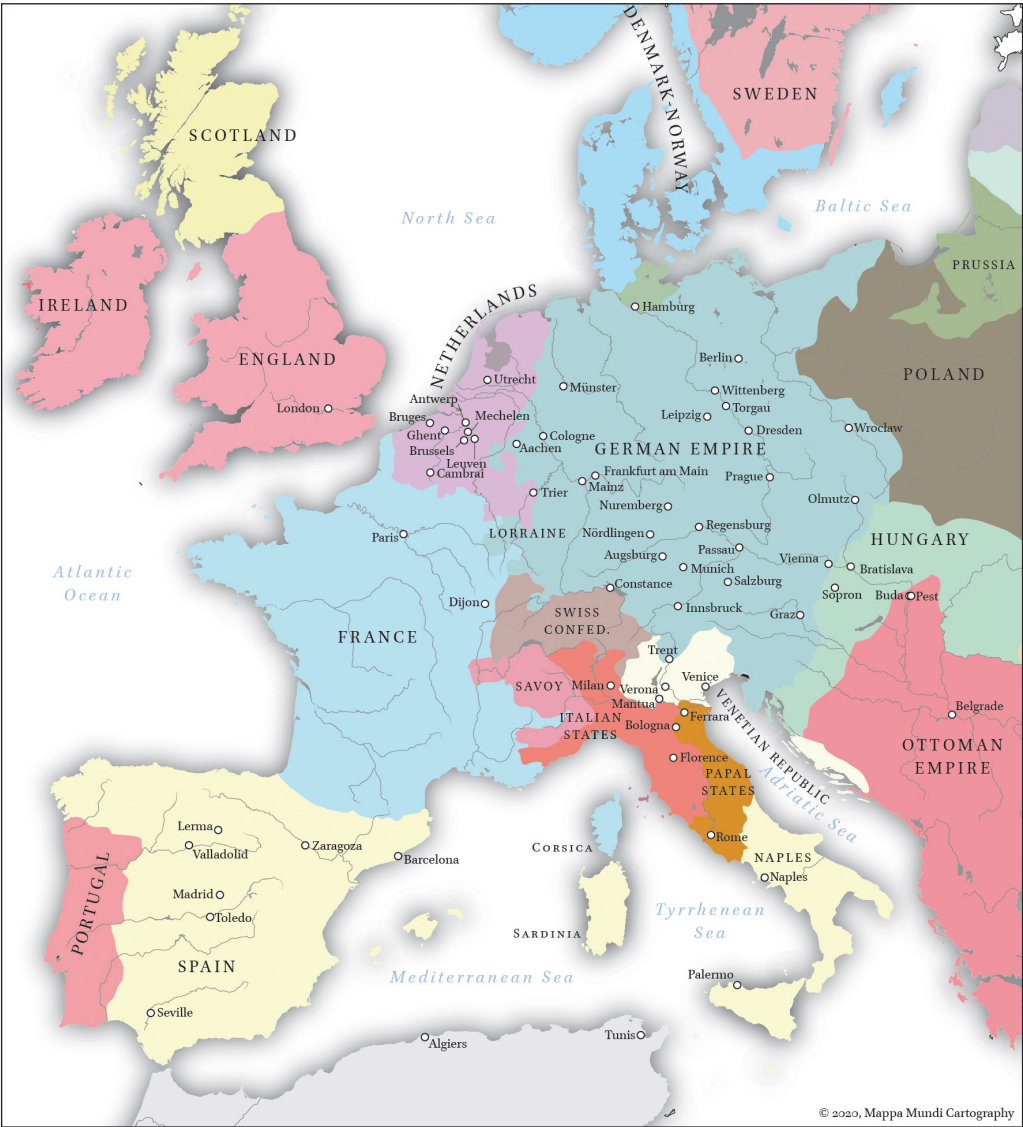 DENMARK-NORWAY
SWEDEN
SCOTLAND
North Sea
Baltic Sea
PRUSSIA
IRELAND
ENGLAND
London
NETHERLANDS
Hamburg
Berlin
POLAND
Utrecht
Münster
Wittenberg
Torgau
Leipzig
Dresden
Wrocław
Antwerp
Bruges
Mechelen
Ghent
Brussels
Leuven
Cambrai
Cologne
Aachen
GERMAN EMPIRE
Frankfurt am Main
Mainz
Prague
Trier
Nuremberg
Olmutz
Paris
LORRAINE
Nördlingen
Regensburg
HUNGARY
Augsburg
Passau
Vienna
Bratislava
Munich
Salzburg
Constance
Sopron
Buda
Pest
Atlantic
Ocean
Dijon
SWISS
CONFED.
Innsbruck
Graz
FRANCE
Trent
SAVOY
Milan
Verona
Venice
Mantua
VENETIAN REPUBLIC
ITALIAN
STATES
Ferrara
Bologna
Belgrade
OTTOMAN
EMPIRE
Florence
PAPAL
STATES
Adriatic Sea
Lerma
Valladolid
Zaragoza
Barcelona
Corsica
Rome
NAPLES
Naples
Madrid
Toledo
PORTUGAL
SPAIN
Sardinia
Tyrrhenean
Sea
Mediterranean Sea
Palermo
Seville
Algiers
Tunis
© 2020, Mappa Mundi Cartography